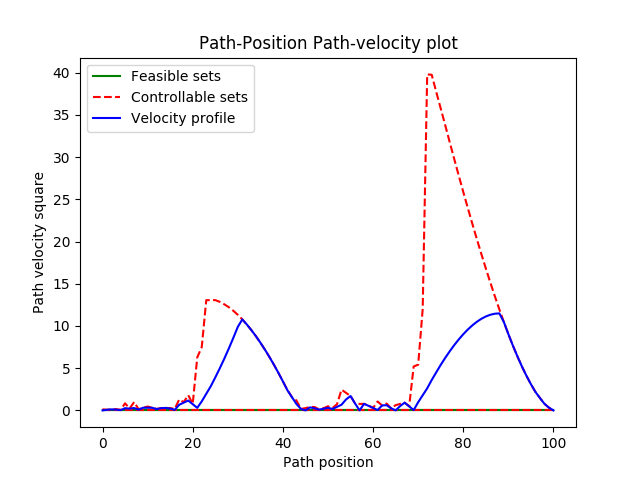 Path-Position Path-velocity plot
Feasible sets
Controllable sets
Velocity profile
Path velocity square
40
35
30
25
20
15
10
5
0
0 20 40 60 80 100
Path position